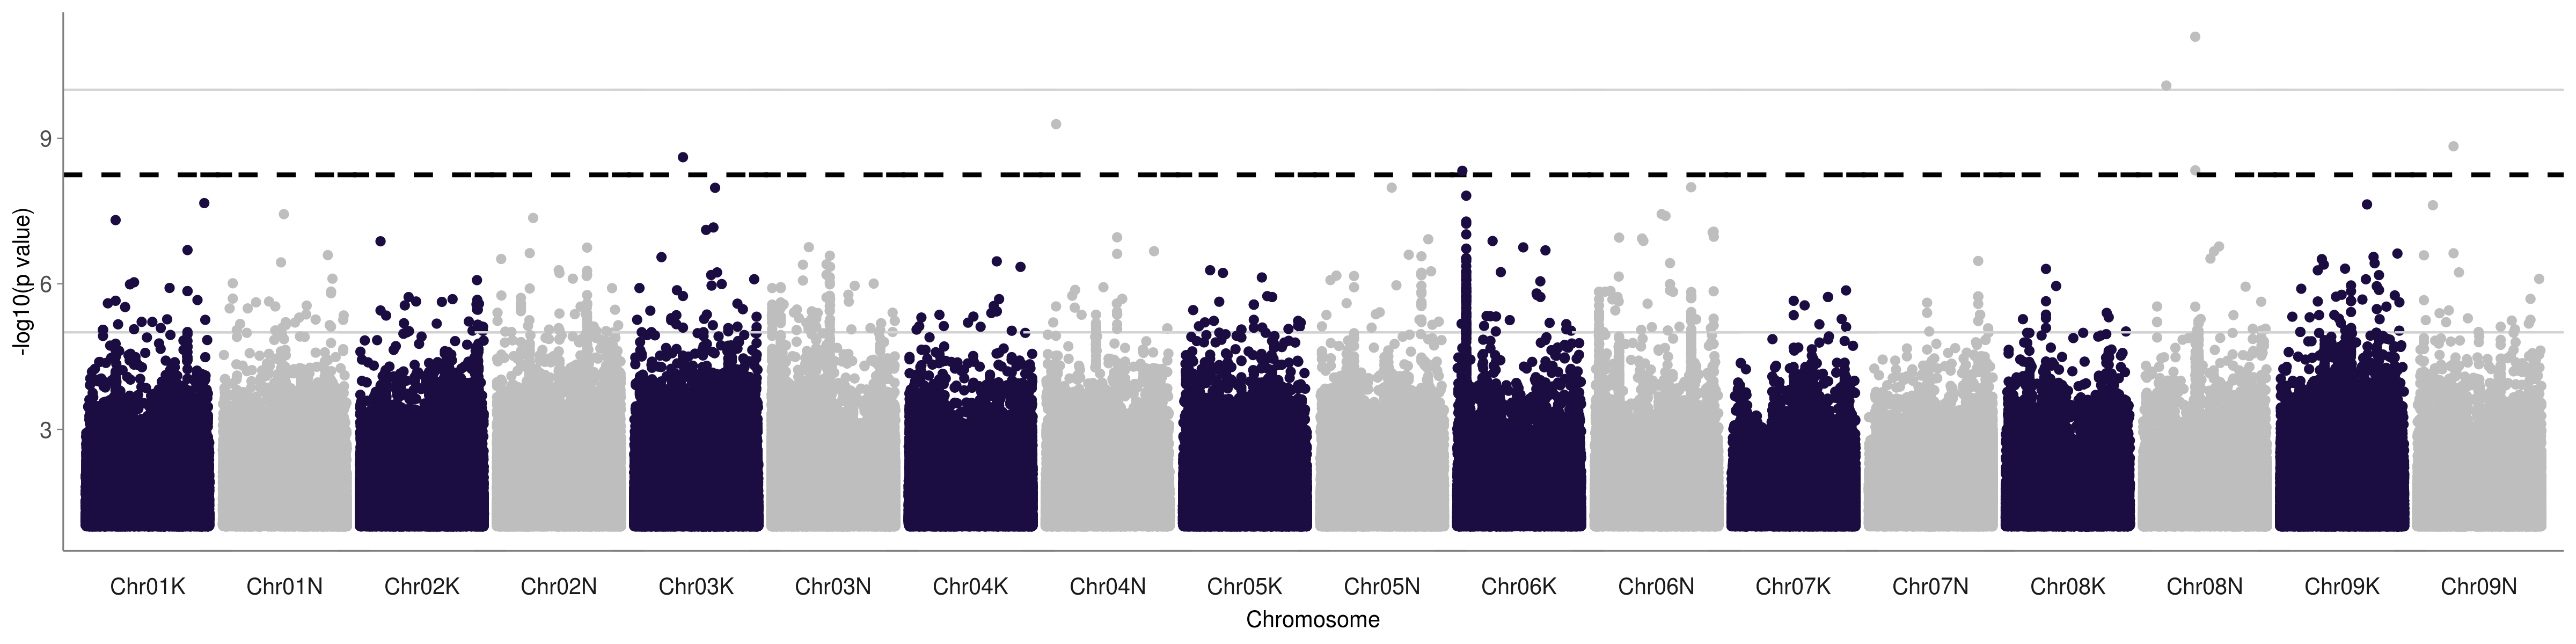 -log10(p value)
9
6
3
Chr01K Chr01N Chr02K Chr02N Chr03K Chr03N Chr04K Chr04N Chr05K Chr05N Chr06K Chr06N Chr07K Chr07N Chr08K Chr08N Chr09K Chr09N
Chromosome